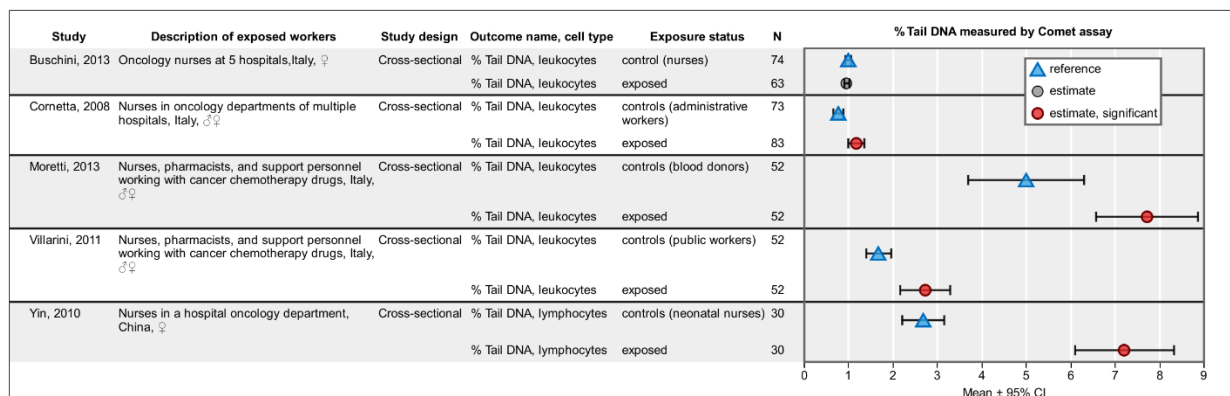 Study Description of exposed workers Study design Outcome name, cell type Exposure status N % Tail DNA measured by Comet assay
Buschini, 2013 Oncology nurses at 5 hospitals,Italy, ♀ Cross-sectional % Tail DNA, leukocytes control (nurses) 74
% Tail DNA, leukocytes exposed 63
Cornetta, 2008 Nurses in oncology departments of multiple Cross-sectional % Tail DNA, leukocytes controls (administrative 73
hospitals, Italy, ♂♀ workers)
% Tail DNA, leukocytes exposed 83
Moretti, 2013 Nurses, pharmacists, and support personnel Cross-sectional % Tail DNA, leukocytes controls (blood donors) 52
working with cancer chemotherapy drugs, Italy,
♂♀
% Tail DNA, leukocytes exposed 52
Villarini, 2011 Nurses, pharmacists, and support personnel Cross-sectional % Tail DNA, leukocytes controls (public workers) 52
working with cancer chemotherapy drugs, Italy,
♂♀
% Tail DNA, leukocytes exposed 52
Yin, 2010 Nurses in a hospital oncology department, Cross-sectional % Tail DNA, lymphocytes controls (neonatal nurses) 30
China, ♀
% Tail DNA, lymphocytes exposed 30
reference
estimate
estimate, significant
0 1 2 3 4 5 6 7 8 9
Mean ± 95% CI